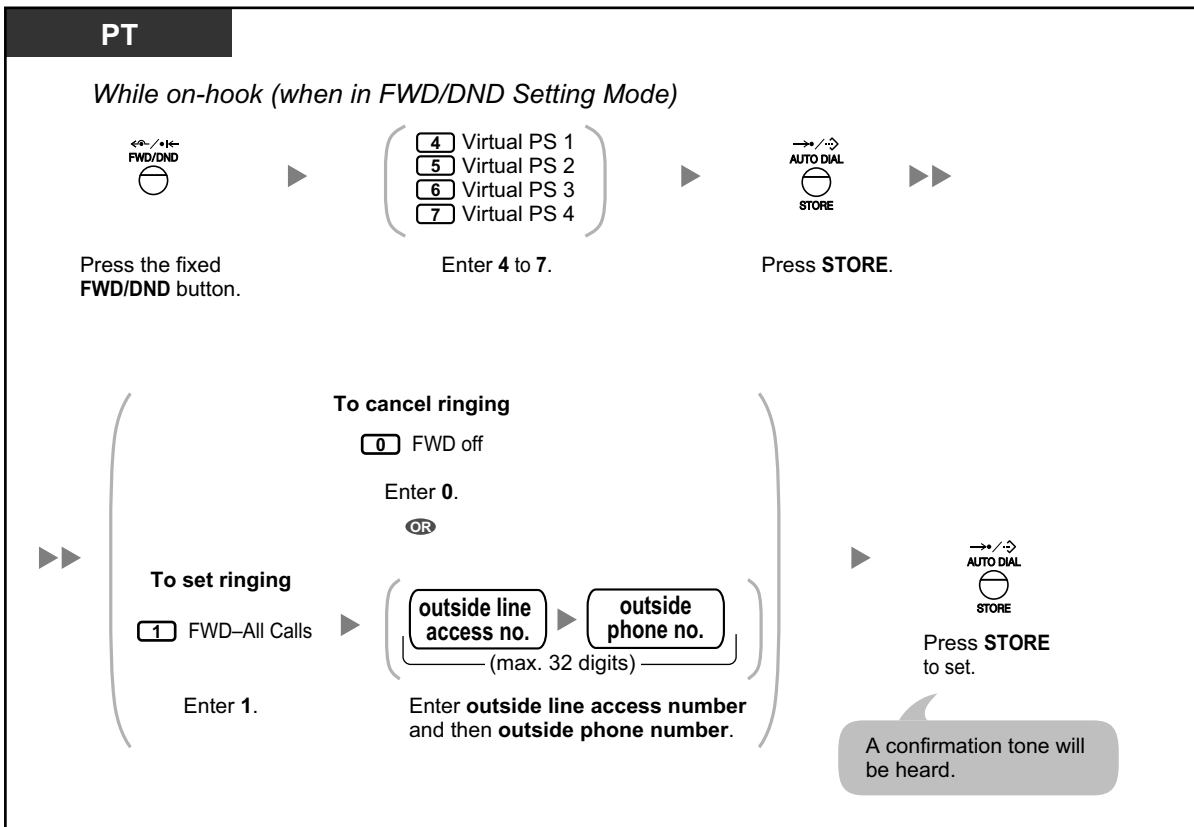 PT
While on-hook (when in FWD/DND Setting Mode)
FWD/DND
4 Virtual PS 1
5 Virtual PS 2
6 Virtual PS 3
7 Virtual PS 4
AUTO DIAL
STORE
Press the fixed
FWD/DND button.
Enter 4 to 7.
Press STORE.
To cancel ringing
0 FWD off
Enter 0.
OR
To set ringing
1 FWD–All Calls
Enter 1.
outside line
access no.
outside
phone no.
(max. 32 digits)
Enter outside line access number
and then outside phone number.
AUTO DIAL
STORE
Press STORE
to set.
A confirmation tone will
be heard.